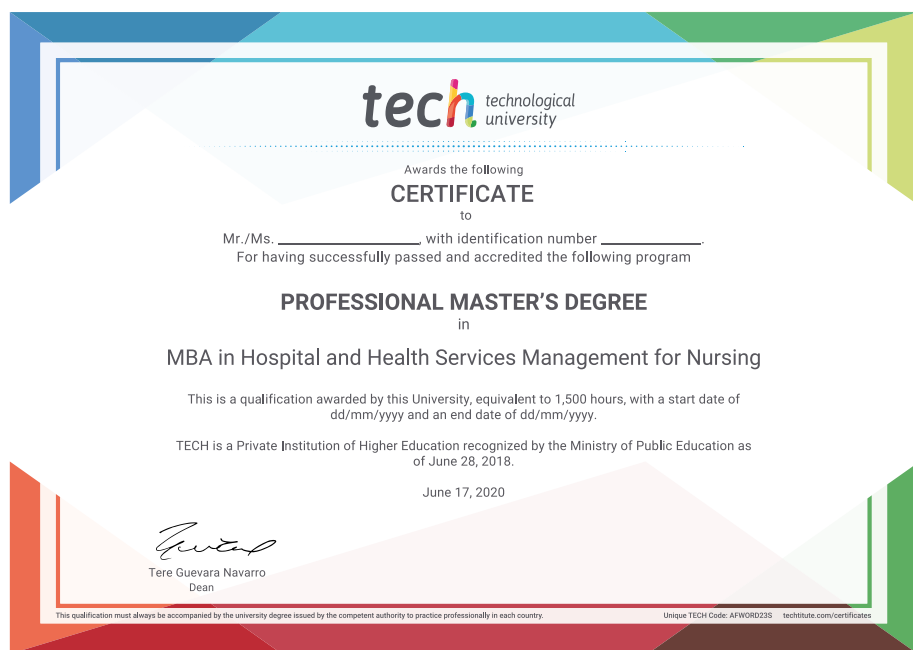 tech technological
university
Awards the following
CERTIFICATE
to
Mr./Ms. ________________, with identification number ____________.
For having successfully passed and accredited the following program
PROFESSIONAL MASTER'S DEGREE
in
MBA in Hospital and Health Services Management for Nursing
This is a qualification awarded by this University, equivalent to 1,500 hours, with a start date of
dd/mm/yyyy and an end date of dd/mm/yyyy.
TECH is a Private Institution of Higher Education recognized by the Ministry of Public Education as
of June 28, 2018.
June 17, 2020
Tere Guevara Navarro
Dean
This qualification must always be accompanied by the university degree issued by the competent authority to practice professionally in each country. Unique TECH Code: AFWORD23S techtitute.com/certificates